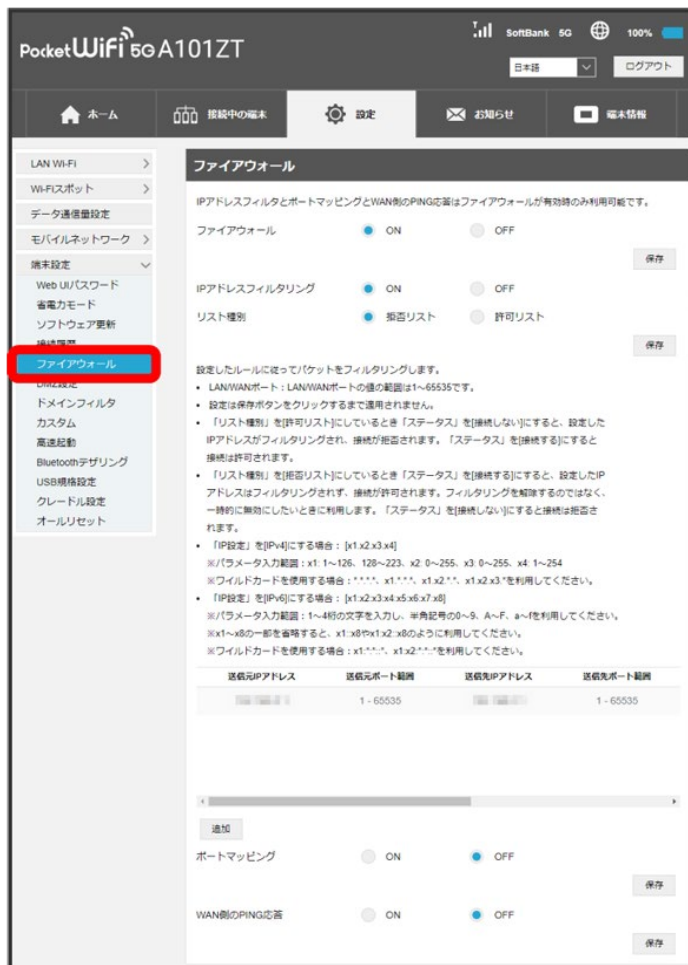 SoftBank 5G 100%
PocketWiFi 5G A101ZT
日本語 ログアウト
ホーム 接続中の端末 設定 お知らせ 端末情報
LAN Wi-Fi
Wi-Fiスポット
データ通信量設定
モバイルネットワーク
端末設定
Web UIパスワード
省電力モード
ソフトウェア更新
接続履歴
ファイアウォール
DMZ設定
ドメインフィルタ
カスタム
高速起動
Bluetoothテザリング
USB規格設定
クレードル設定
オールリセット
ファイアウォール
IPアドレスフィルタとポートマッピングとWAN側のPING応答はファイアウォールが有効時のみ利用可能です。
ファイアウォール ON OFF
保存
IPアドレスフィルタリング ON OFF
リスト種別 拒否リスト 許可リスト
保存
設定したルールに従ってパケットをフィルタリングします。
• LAN/WANポート：LAN/WANポートの値の範囲は1～65535です。
• 設定は保存ボタンをクリックするまで適用されません。
• 「リスト種別」を[許可リスト]にしているとき「ステータス」を[接続しない]にすると、設定した
IPアドレスがフィルタリングされ、接続が拒否されます。「ステータス」を[接続する]にすると
接続は許可されます。
• 「リスト種別」を[拒否リスト]にしているとき「ステータス」を[接続する]にすると、設定したIP
アドレスはフィルタリングされず、接続が許可されます。フィルタリングを解除するのではなく、
一時的に無効にしたいときに利用します。「ステータス」を[接続しない]にすると接続は拒否さ
れます。
• 「IP設定」を[IPv4]にする場合： [x1.x2.x3.x4]
※パラメータ入力範囲：x1: 1～126、128～223、x2: 0～255、x3: 0～255、x4: 1～254
※ワイルドカードを使用する場合：*.*.*.*、x1.*.*.*、x1.x2.*.*、x1.x2.x3.*を利用してください。
• 「IP設定」を[IPv6]にする場合： [x1:x2:x3:x4:x5:x6:x7:x8]
※パラメータ入力範囲：1～4桁の文字を入力し、半角記号の0～9、A～F、a～fを利用してください。
※x1～x8の一部を省略すると、x1::x8やx1:x2::x8のように利用してください。
※ワイルドカードを使用する場合：x1:*:*::*、x1:x2:*:*::*を利用してください。
送信元IPアドレス 送信元ポート範囲 送信先IPアドレス 送信先ポート範囲
1 - 65535 1 - 65535
追加
ポートマッピング ON OFF
保存
WAN側のPING応答 ON OFF
保存